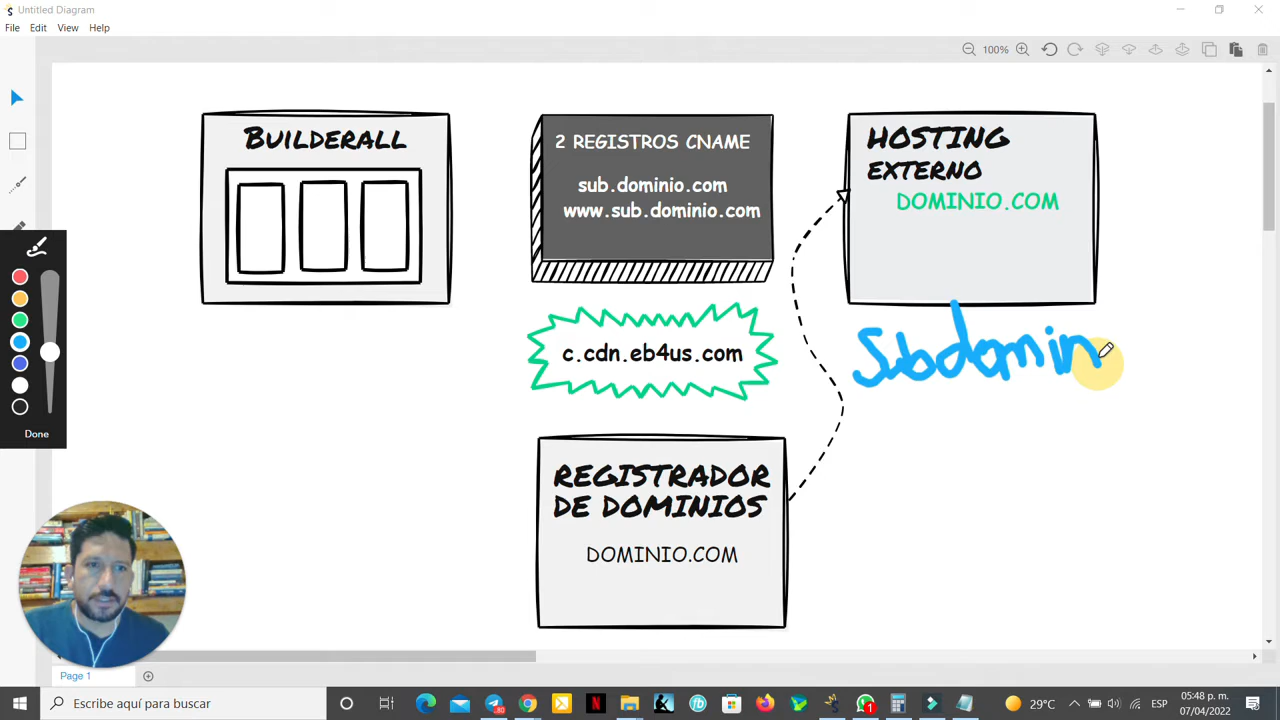 Untitled Diagram
File Edit View Help
100%
BUILDERALL
2 REGISTROS CNAME
sub.dominio.com
www.sub.dominio.com
HOSTING
EXTERNO
DOMINIO.COM
c.cdn.eb4us.com
Subdomin
REGISTRADOR
DE DOMINIOS
DOMINIO.COM
Done
Page 1
Escribe aquí para buscar
80
1
29°C
ESP
05:48 p. m.
07/04/2022